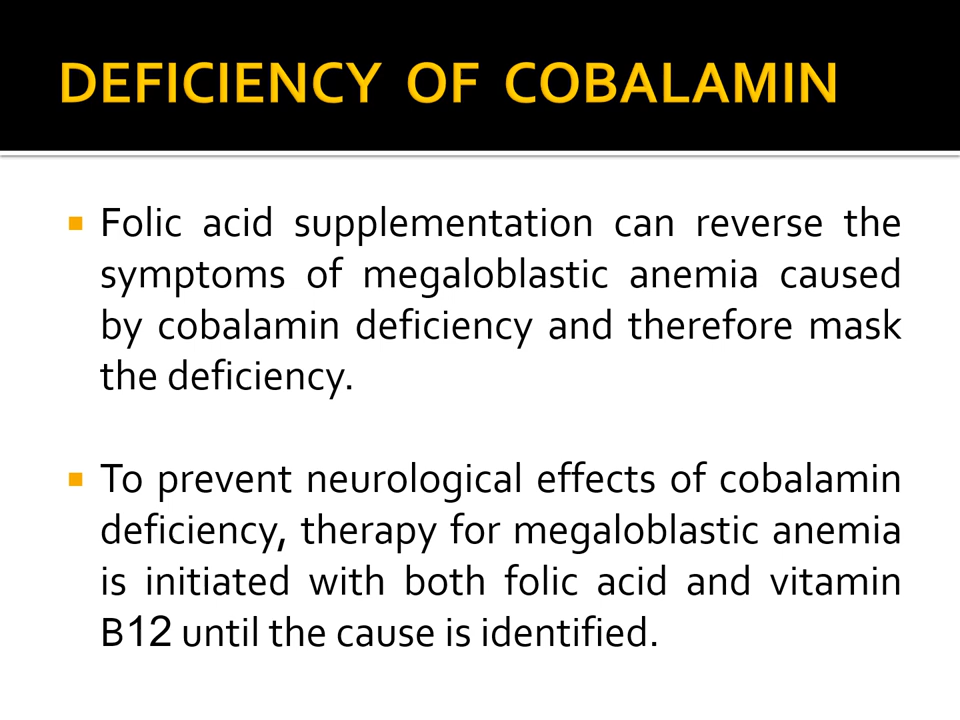 DEFICIENCY OF COBALAMIN
Folic acid supplementation can reverse the
symptoms of megaloblastic anemia caused
by cobalamin deficiency and therefore mask
the deficiency.
To prevent neurological effects of cobalamin
deficiency, therapy for megaloblastic anemia
is initiated with both folic acid and vitamin
B12 until the cause is identified.